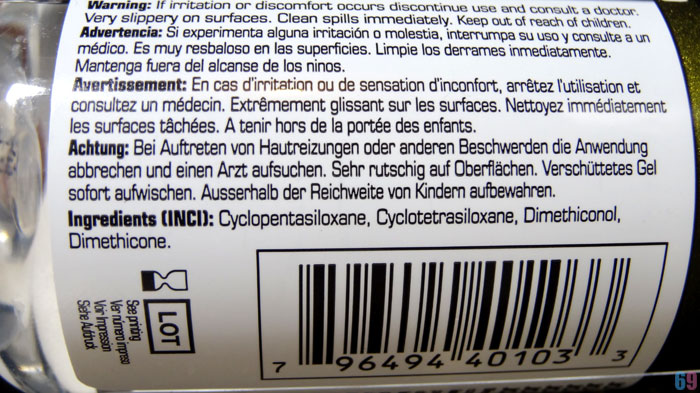 Warning: If irritation or discomfort occurs discontinue use and consult a doctor.
Very slippery on surfaces. Clean spills immediately. Keep out of reach of children.
Advertencia: Si experimenta alguna irritación o molestia, interrumpa su uso y consulte a un
médico. Es muy resbaloso en las superficies. Limpie los derrames inmediatamente.
Mantenga fuera del alcanse de los ninos.
Avertissement: En cas d'irritation ou de sensation d'inconfort, arrêtez l'utilisation et
consultez un médecin. Extrêmement glissant sur les surfaces. Nettoyez immédiatement
les surfaces tâchées. A tenir hors de la portée des enfants.
Achtung: Bei Auftreten von Hautreizungen oder anderen Beschwerden die Anwendung
abbrechen und einen Arzt aufsuchen. Sehr rutschig auf Oberflächen. Verschüttetes Gel
sofort aufwischen. Ausserhalb der Reichweite von Kindern aufbewahren.
Ingredients (INCI): Cyclopentasiloxane, Cyclotetrasiloxane, Dimethiconol,
Dimethicone.
LOT
See printing
Ver número impreso
Voir impression
Siehe Aufdruck
7 96494 40103 3
69